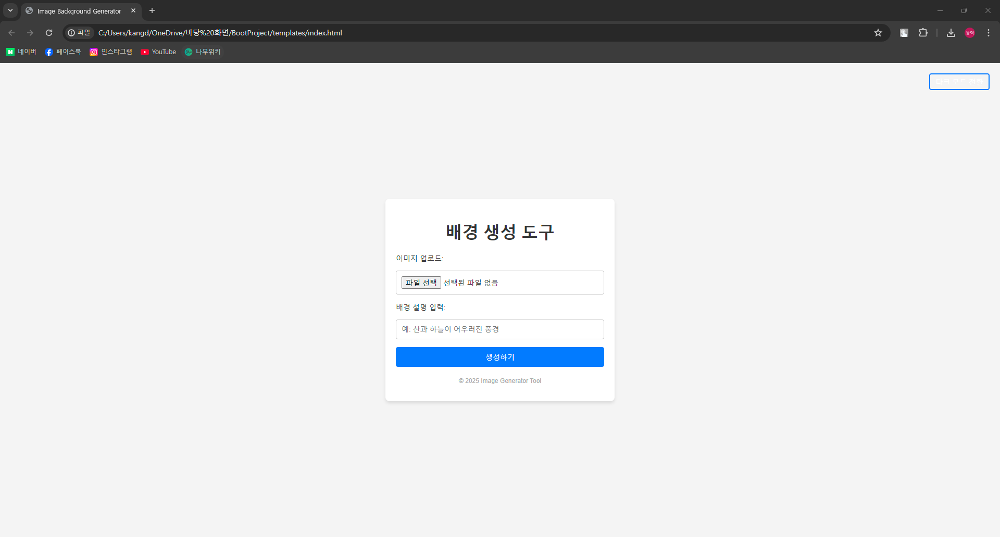 Image Background Generator
파일 C:/Users/kangd/OneDrive/바탕%20화면/BootProject/templates/index.html
동혁
네이버 페이스북 인스타그램 YouTube 나무위키
다크 모드 전환
배경 생성 도구
이미지 업로드:
파일 선택 선택된 파일 없음
배경 설명 입력:
예: 산과 하늘이 어우러진 풍경
생성하기
© 2025 Image Generator Tool